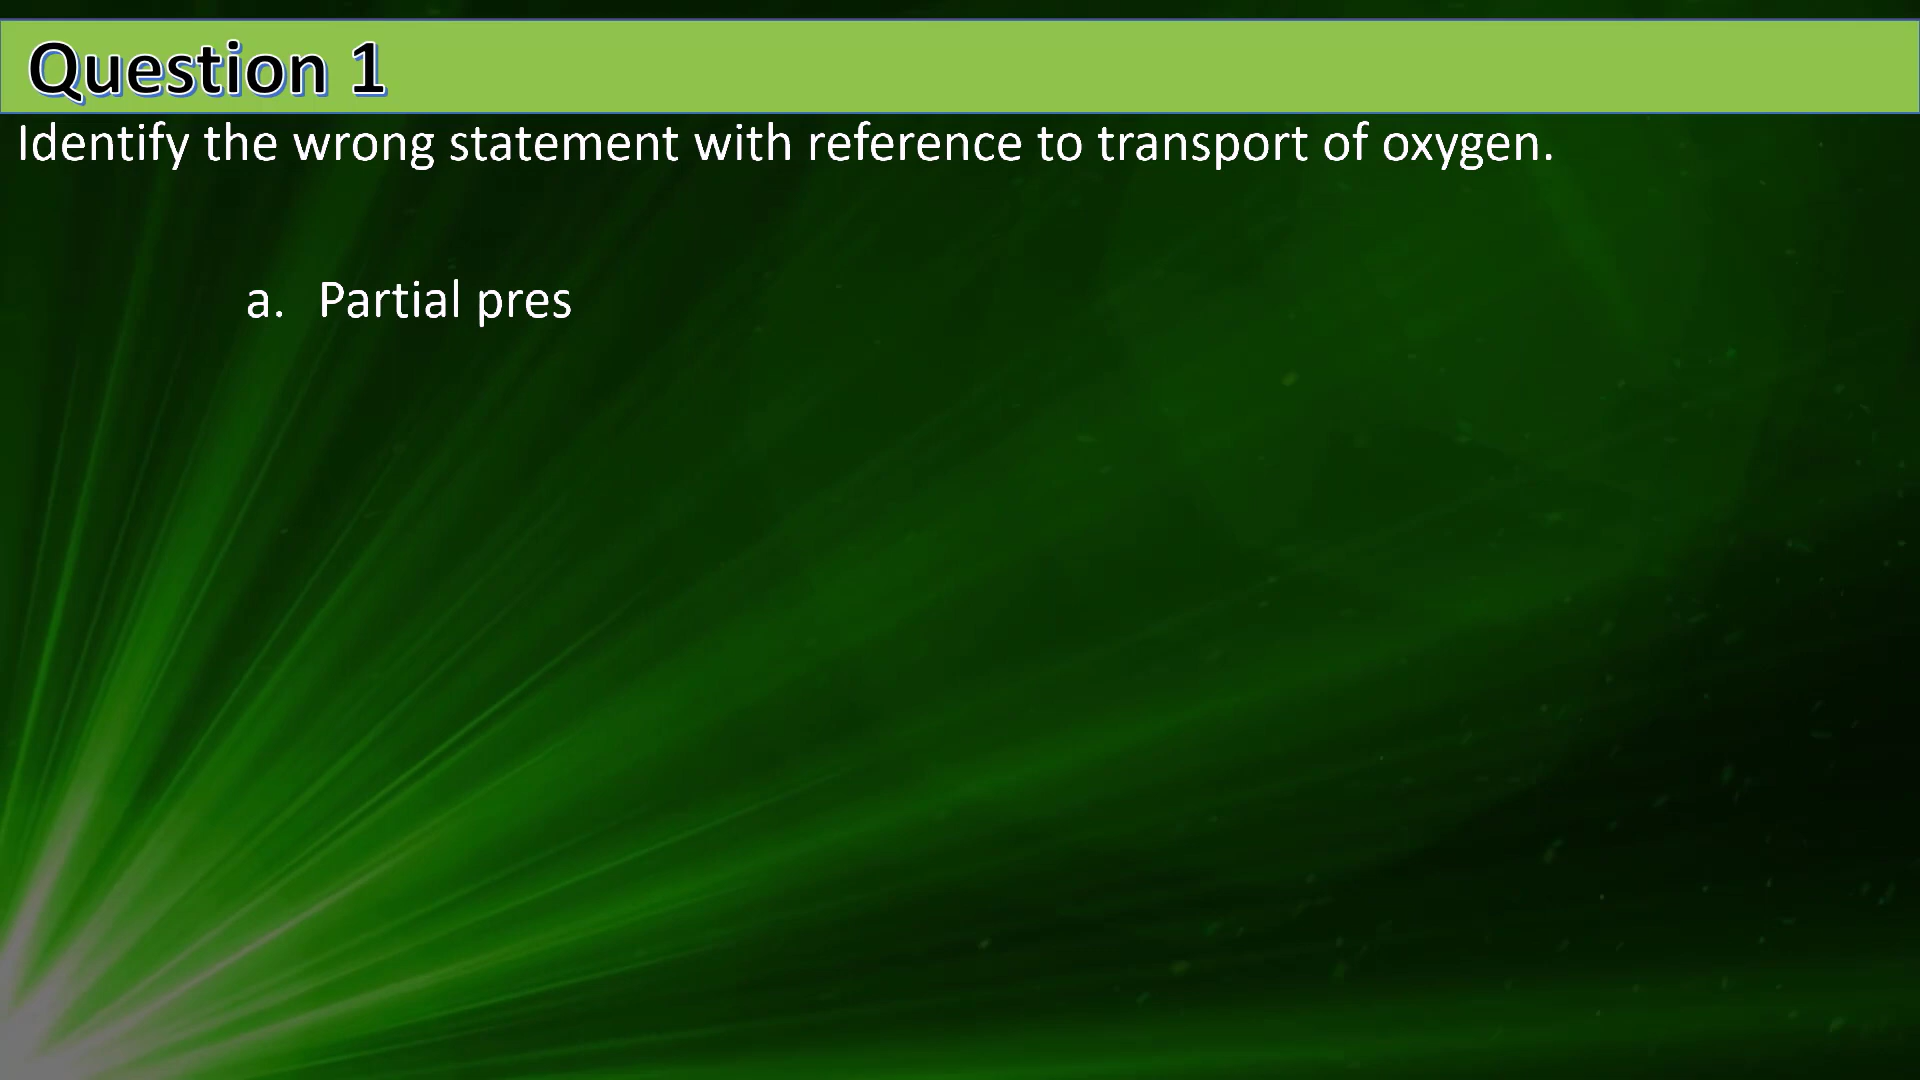 Question 1
Identify the wrong statement with reference to transport of oxygen.
a. Partial pres